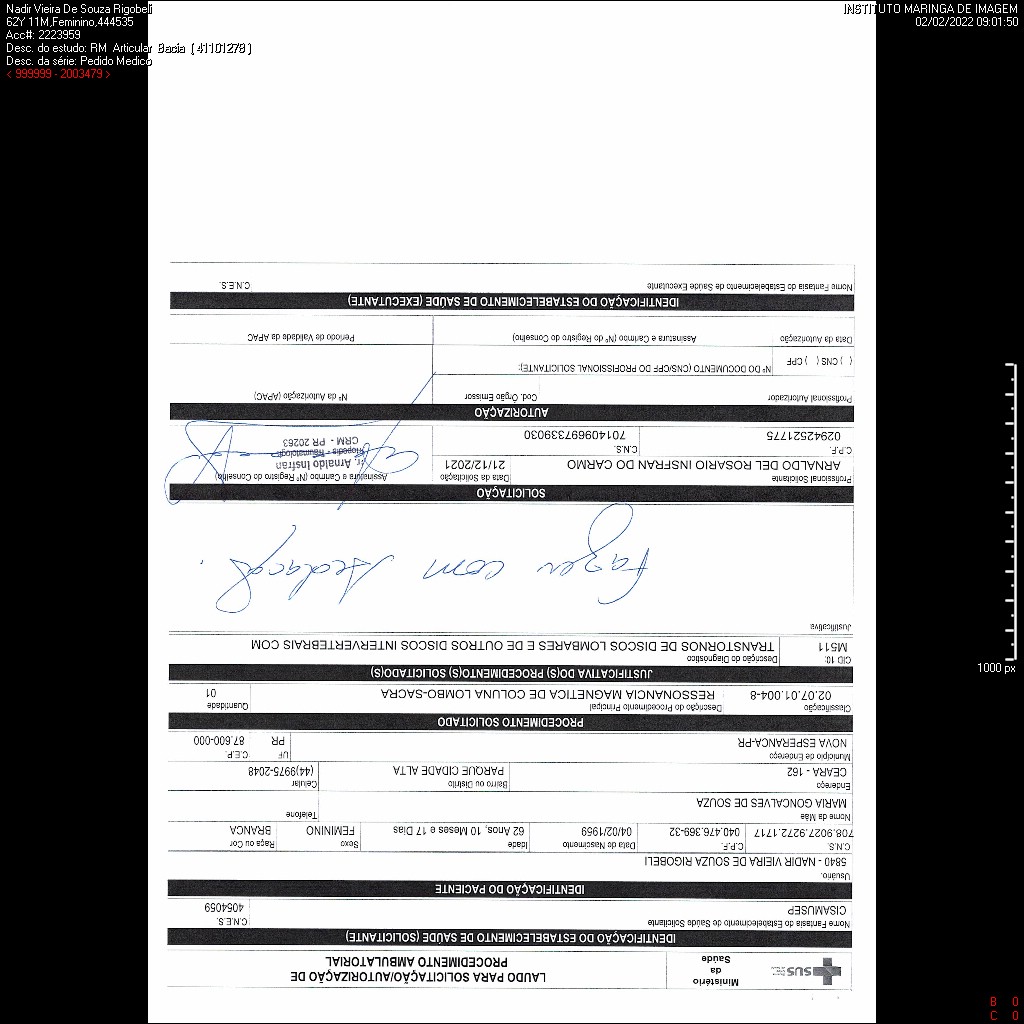 Nadir Vieira De Souza Rigobeli
62Y 11M,Feminino,444535
Acc#: 2223959
Desc. do estudo: RM Articular Bacia (41101278)
Desc. da série: Pedido Medico
< 999999 - 2003479 >
INSTITUTO MARINGA DE IMAGEM
02/02/2022 09:01:50
SUS
Ministério da Saúde
LAUDO PARA SOLICITAÇÃO/AUTORIZAÇÃO DE PROCEDIMENTO AMBULATORIAL
IDENTIFICAÇÃO DO ESTABELECIMENTO DE SAÚDE (SOLICITANTE)
Nome Fantasia do Estabelecimento de Saúde Solicitante C.N.E.S.
CISAMUSEP 4054059
IDENTIFICAÇÃO DO PACIENTE
Usuário.
5840 - NADIR VIEIRA DE SOUZA RIGOBELI
C.N.S. C.P.F. Data de Nascimento Idade Sexo Raça ou Cor
708.9027.9272.1717 040.476.369-32 04/02/1959 62 Anos, 10 Meses e 17 Dias FEMININO BRANCA
Nome da Mãe Telefone
MARIA GONCALVES SOUZA
Endereço Bairro ou Distrito Celular
CEARA - 162 PARQUE CIDADE ALTA (44)9975-2048
Município de Endereço UF C.E.P.
NOVA ESPERANCA-PR PR 87.600-000
PROCEDIMENTO SOLICITADO
Classificação Descrição do Procedimento Principal Quantidade
02.07.01.004-8 RESSONANCIA MAGNETICA DE COLUNA LOMBO-SACRA 01
JUSTIFICATIVA DO(S) PROCEDIMENTO(S) SOLICITADO(S)
CID 10: Descrição do Diagnóstico
M511 TRANSTORNOS DE DISCOS LOMBARES E DE OUTROS DISCOS INTERVERTEBRAIS COM
Justificativa:
Fazer com sedação.
SOLICITAÇÃO
Profissional Solicitante Data da Solicitação Assinatura e Carimbo (Nº Registro do Conselho)
ARNALDO DEL ROSARIO INSFRAN DO CARMO 21/12/2021
C.P.F. C.N.S.
02942521775 701409697339030
Dr. Arnaldo Insfran
CRM - PR 20263
AUTORIZAÇÃO
Profissional Autorizador Cod. Orgão Emissor Nº da Autorização (APAC)
( ) CNS ( ) CPF Nº DO DOCUMENTO (CNS/CPF DO PROFISSIONAL SOLICITANTE:
Data da Autorização Assinatura e Carimbo (Nº do Registro do Conselho) Período de Validade da APAC
IDENTIFICAÇÃO DO ESTABELECIMENTO DE SAÚDE (EXECUTANTE)
Nome Fantasia do Estabelecimento de Saúde Executante C.N.E.S.
1000 px
B 0
C 0